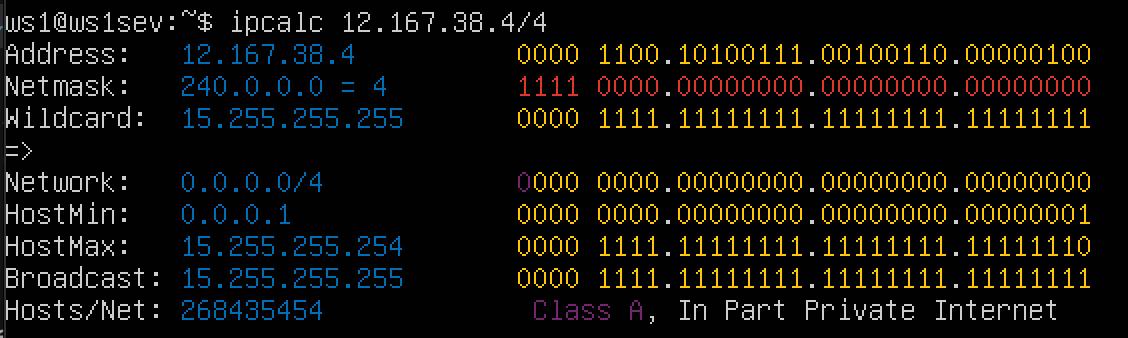 ws1@ws1sev:~$ ipcalc 12.167.38.4/4
Address:   12.167.38.4          0000 1100.10100111.00100110.00000100
Netmask:   240.0.0.0 = 4        1111 0000.00000000.00000000.00000000
Wildcard:  15.255.255.255       0000 1111.11111111.11111111.11111111
=>
Network:   0.0.0.0/4            0000 0000.00000000.00000000.00000000
HostMin:   0.0.0.1              0000 0000.00000000.00000000.00000001
HostMax:   15.255.255.254       0000 1111.11111111.11111111.11111110
Broadcast: 15.255.255.255       0000 1111.11111111.11111111.11111111
Hosts/Net: 268435454             Class A, In Part Private Internet